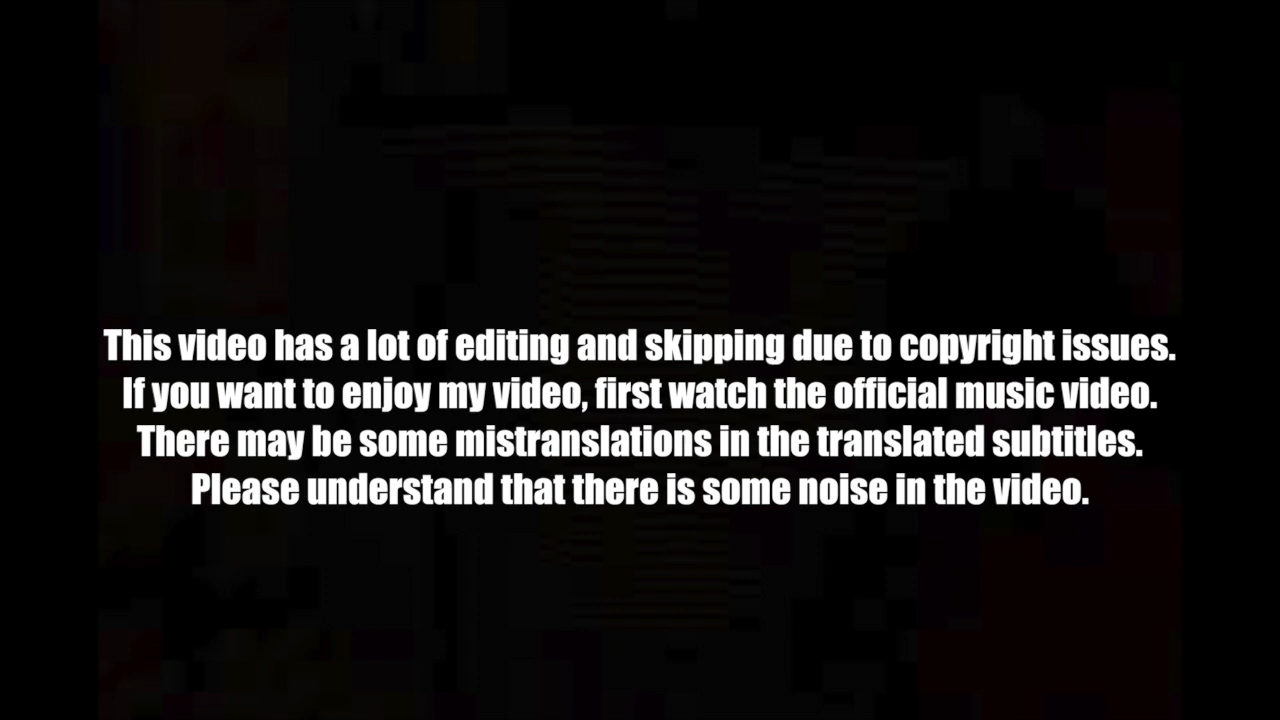 This video has a lot of editing and skipping due to copyright issues.
If you want to enjoy my video, first watch the official music video.
There may be some mistranslations in the translated subtitles.
Please understand that there is some noise in the video.